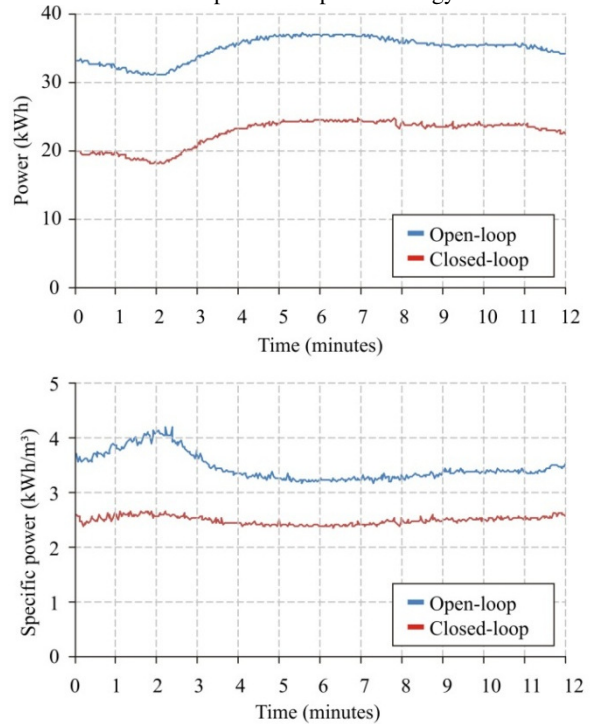 40
30
20
10
0
Power (kWh)
Open-loop
Closed-loop
0 1 2 3 4 5 6 7 8 9 10 11 12
Time (minutes)
5
4
3
2
1
0
Specific power (kWh/m³)
Open-loop
Closed-loop
0 1 2 3 4 5 6 7 8 9 10 11 12
Time (minutes)